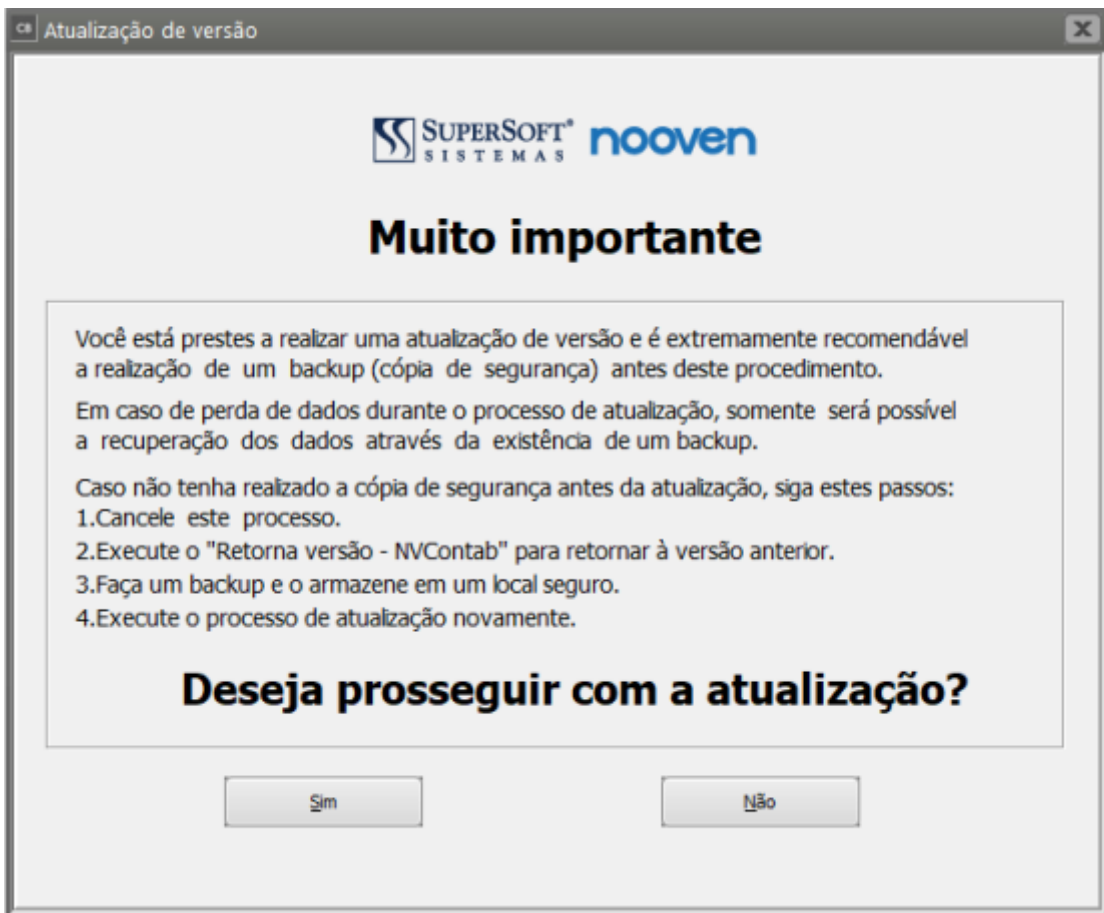 CB Atualização de versão
SUPERSOFT® nooven
SISTEMAS
Muito importante
Você está prestes a realizar uma atualização de versão e é extremamente recomendável
a realização de um backup (cópia de segurança) antes deste procedimento.
Em caso de perda de dados durante o processo de atualização, somente será possível
a recuperação dos dados através da existência de um backup.
Caso não tenha realizado a cópia de segurança antes da atualização, siga estes passos:
1.Cancele este processo.
2.Execute o "Retorna versão - NVContab" para retornar à versão anterior.
3.Faça um backup e o armazene em um local seguro.
4.Execute o processo de atualização novamente.
Deseja prosseguir com a atualização?
Sim Não